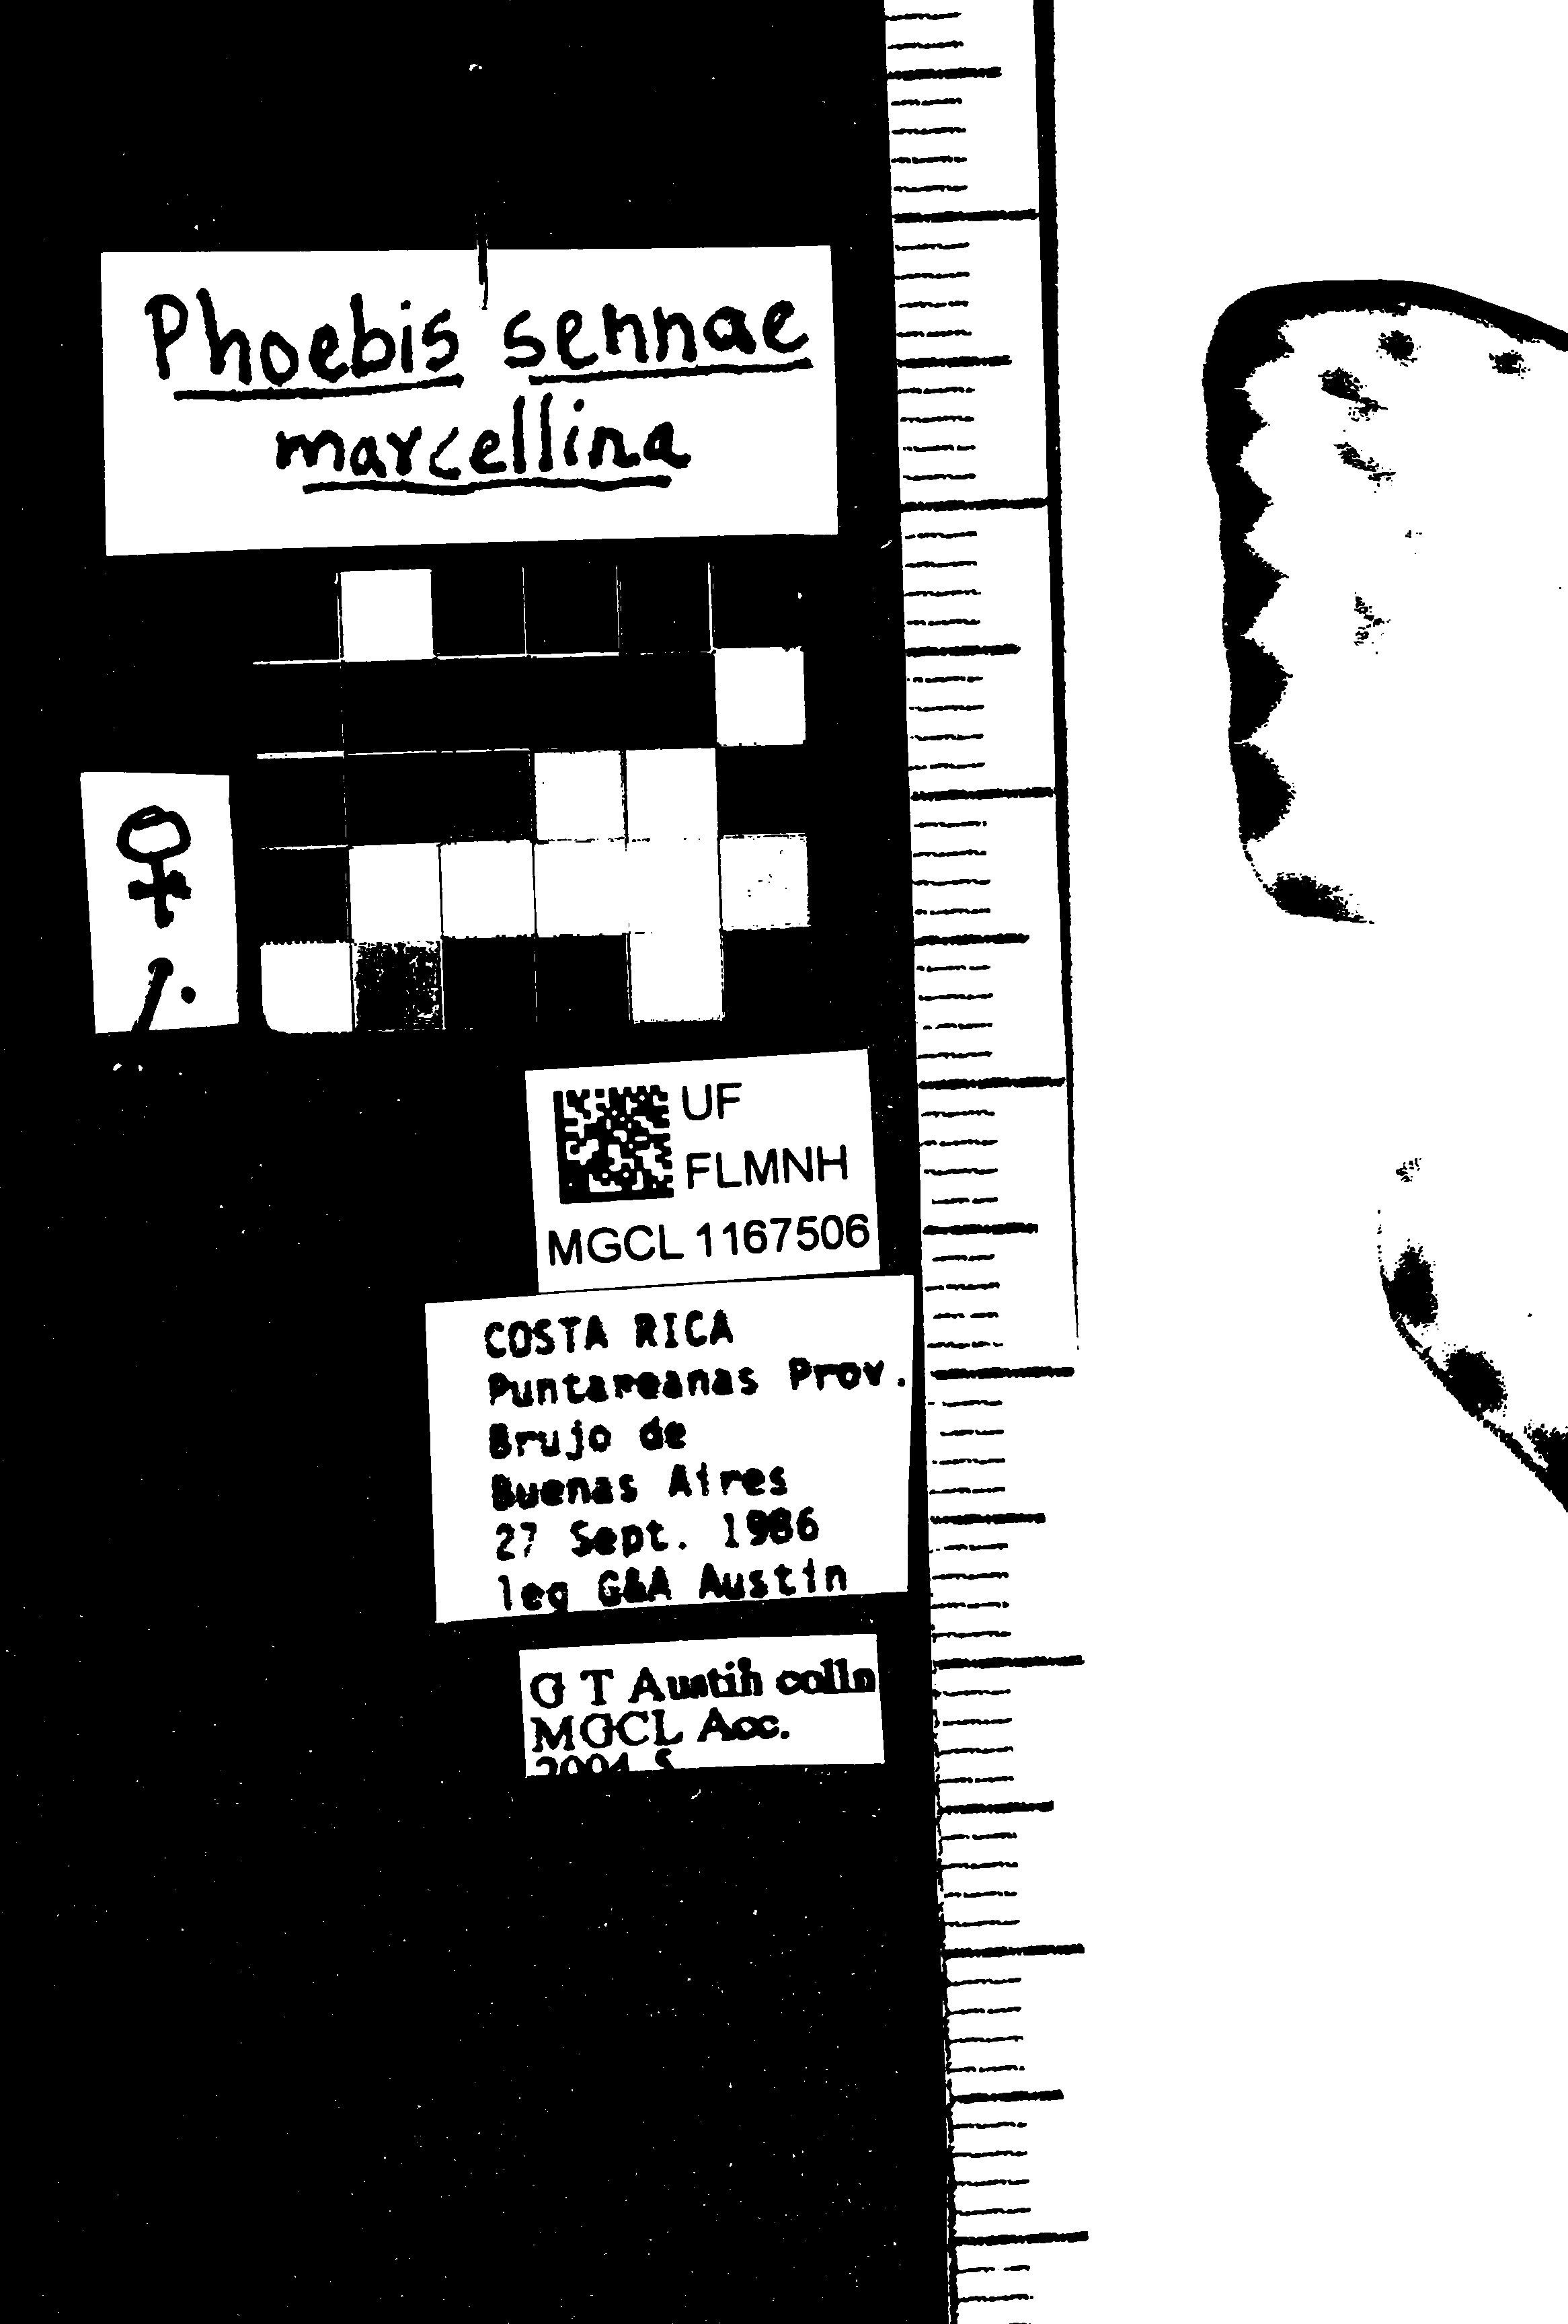 Phoebis sennae
marcellina
♀
UF
FLMNH
MGCL 1167506
COSTA RICA
Puntareanas Prov.
Brujo de
Buenas Aires
27 Sept. 1986
leg G&A Austin
G T Austin colln
MGCL Acc.